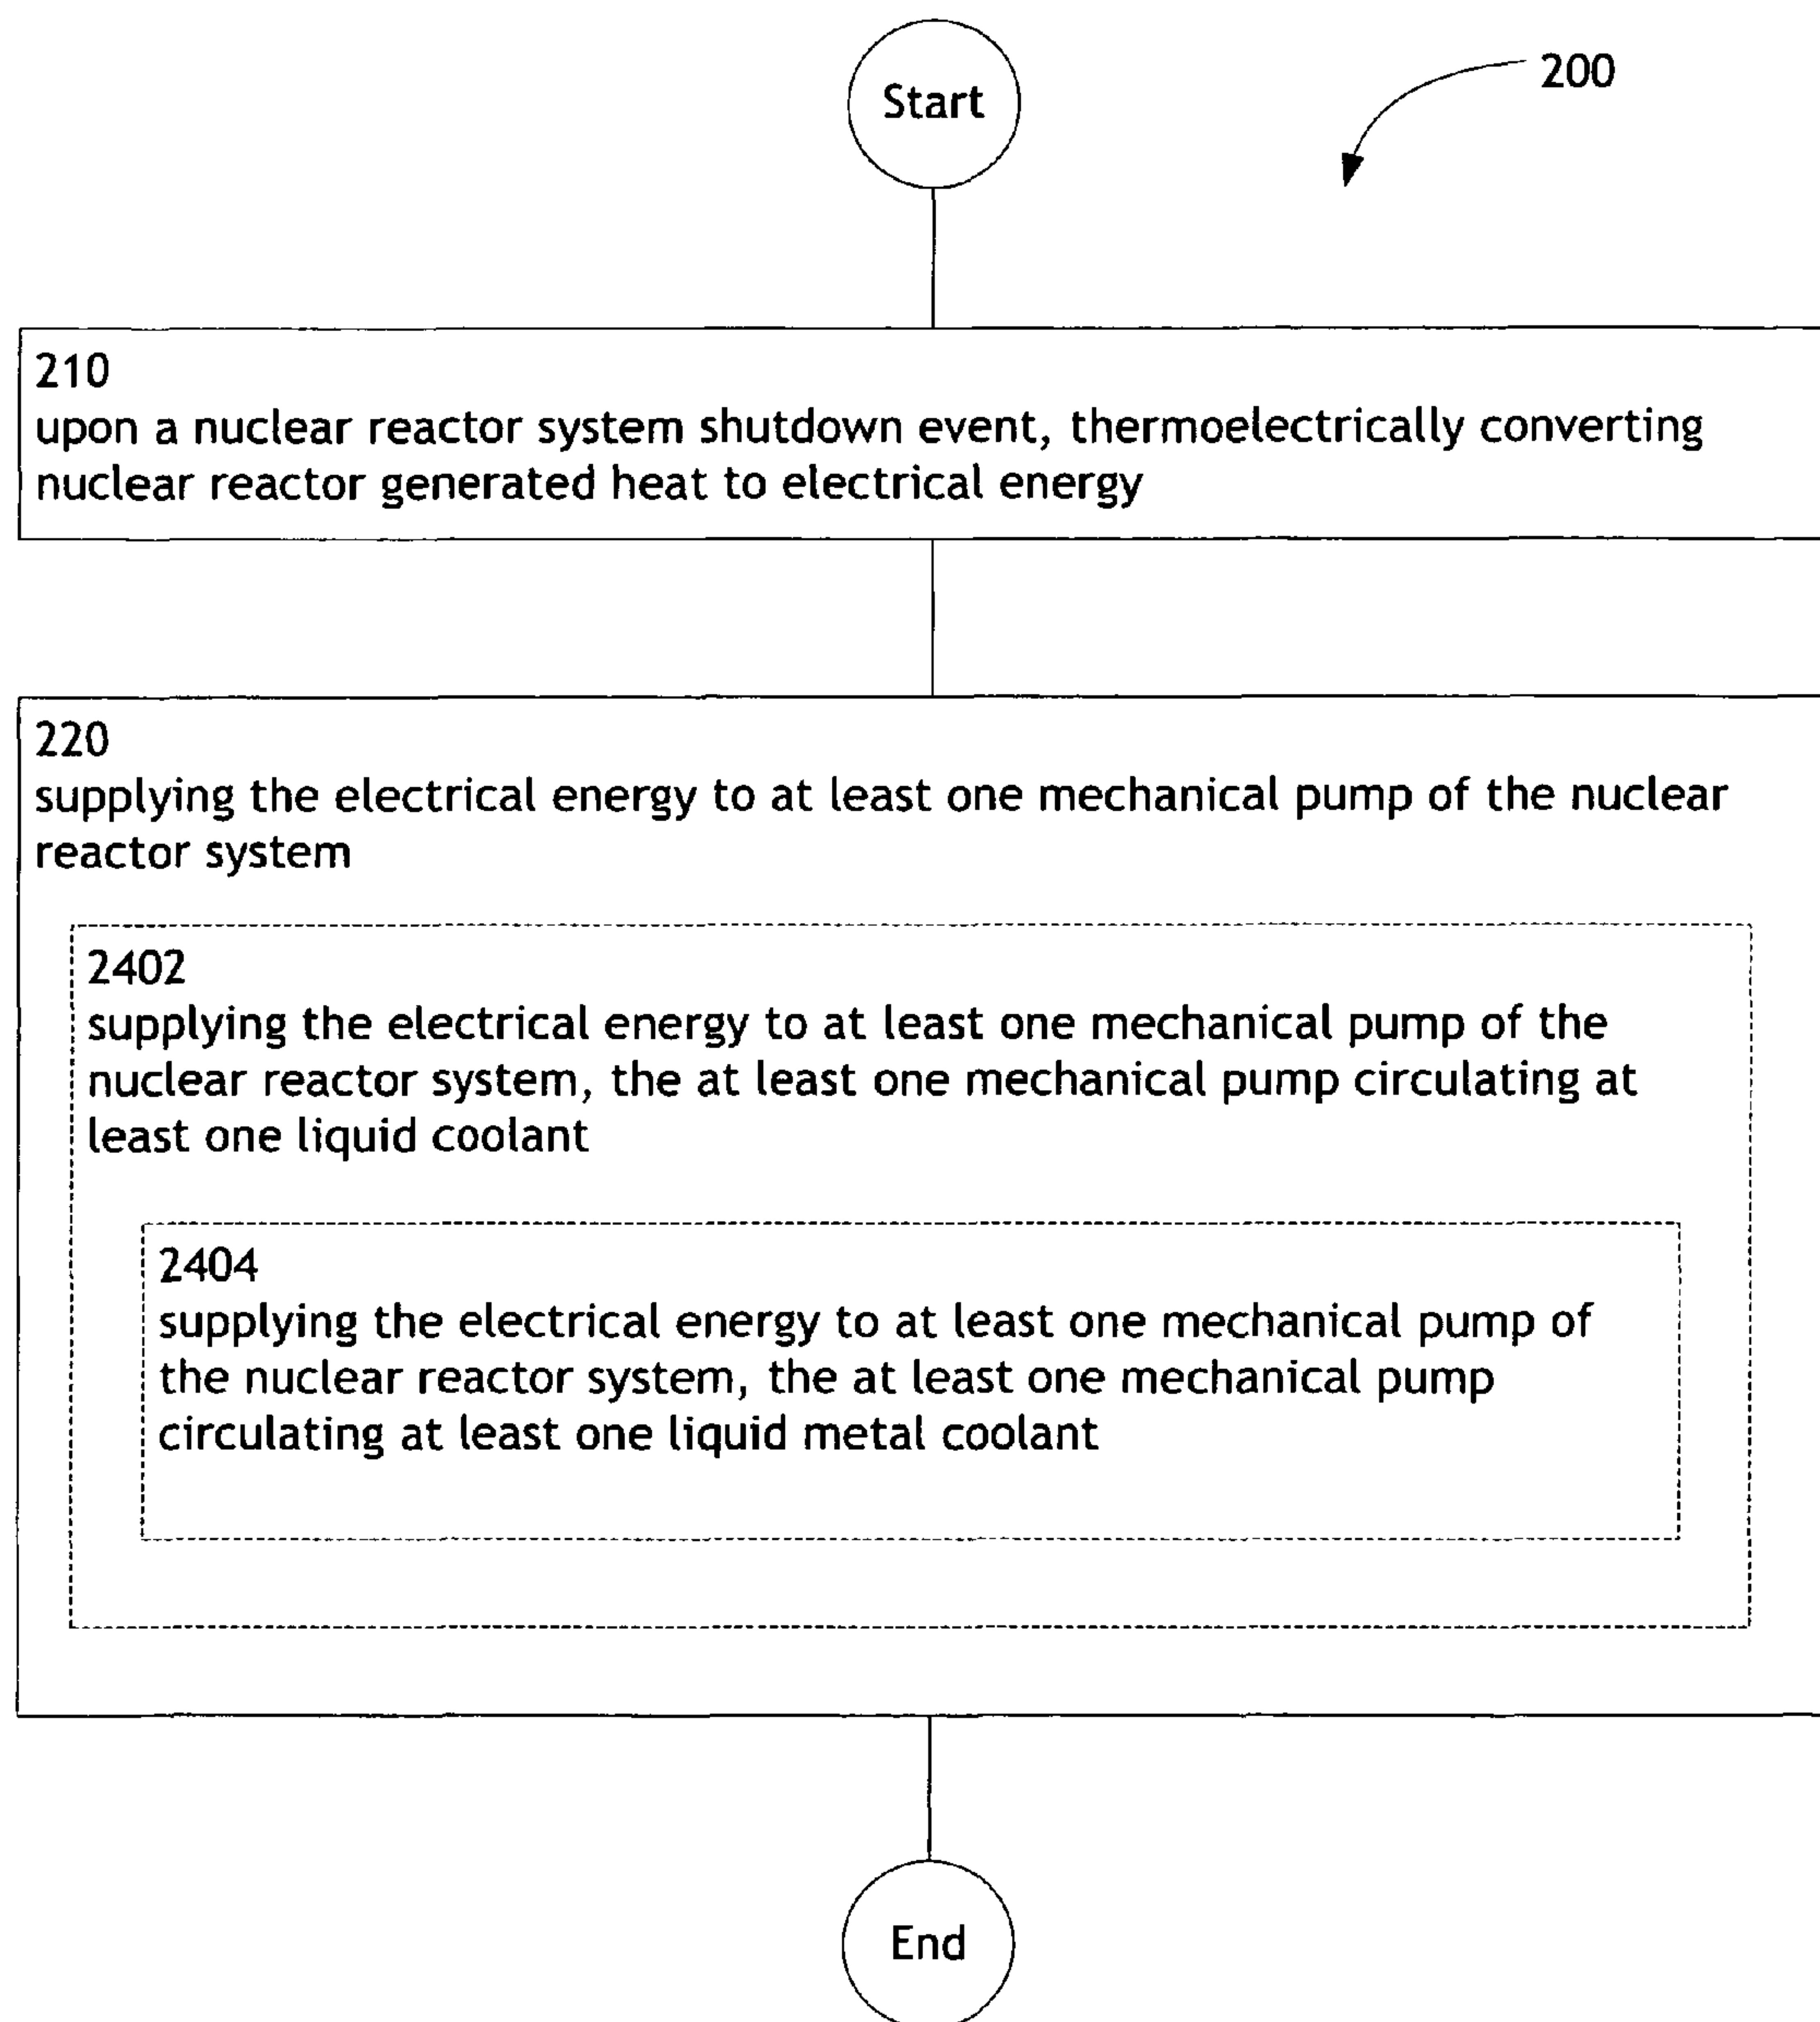 Start
200
210
upon a nuclear reactor system shutdown event, thermoelectrically converting
nuclear reactor generated heat to electrical energy
220
supplying the electrical energy to at least one mechanical pump of the nuclear
reactor system
2402
supplying the electrical energy to at least one mechanical pump of the
nuclear reactor system, the at least one mechanical pump circulating at
least one liquid coolant
2404
supplying the electrical energy to at least one mechanical pump of
the nuclear reactor system, the at least one mechanical pump
circulating at least one liquid metal coolant
End